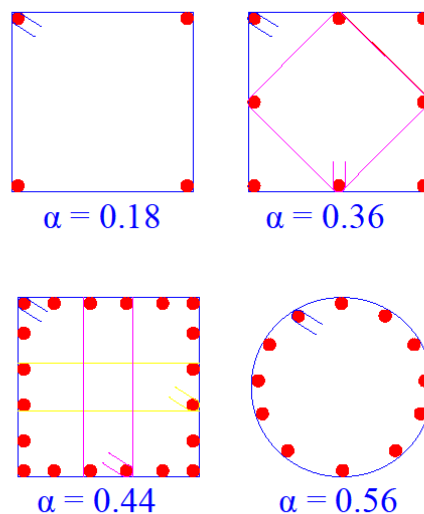 α = 0.18
α = 0.36
α = 0.44
α = 0.56